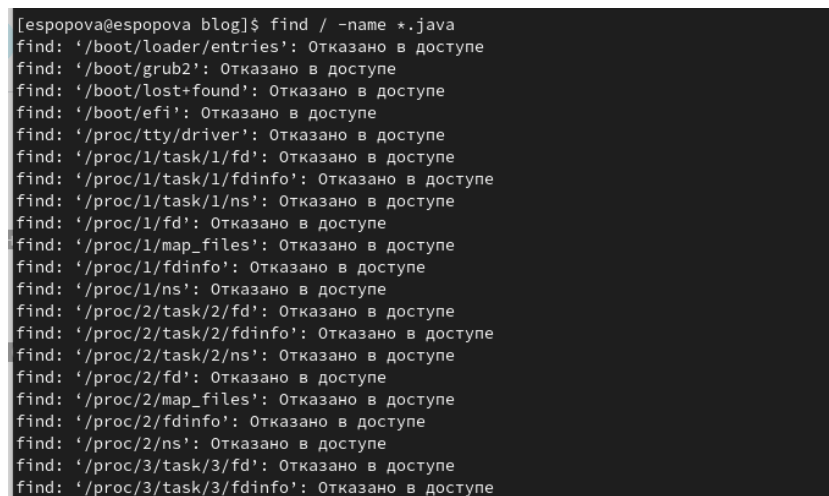 [espopova@espopova blog]$ find / -name *.java
find: ‘/boot/loader/entries’: Отказано в доступе
find: ‘/boot/grub2’: Отказано в доступе
find: ‘/boot/lost+found’: Отказано в доступе
find: ‘/boot/efi’: Отказано в доступе
find: ‘/proc/tty/driver’: Отказано в доступе
find: ‘/proc/1/task/1/fd’: Отказано в доступе
find: ‘/proc/1/task/1/fdinfo’: Отказано в доступе
find: ‘/proc/1/task/1/ns’: Отказано в доступе
find: ‘/proc/1/fd’: Отказано в доступе
find: ‘/proc/1/map_files’: Отказано в доступе
find: ‘/proc/1/fdinfo’: Отказано в доступе
find: ‘/proc/1/ns’: Отказано в доступе
find: ‘/proc/2/task/2/fd’: Отказано в доступе
find: ‘/proc/2/task/2/fdinfo’: Отказано в доступе
find: ‘/proc/2/task/2/ns’: Отказано в доступе
find: ‘/proc/2/fd’: Отказано в доступе
find: ‘/proc/2/map_files’: Отказано в доступе
find: ‘/proc/2/fdinfo’: Отказано в доступе
find: ‘/proc/2/ns’: Отказано в доступе
find: ‘/proc/3/task/3/fd’: Отказано в доступе
find: ‘/proc/3/task/3/fdinfo’: Отказано в доступе